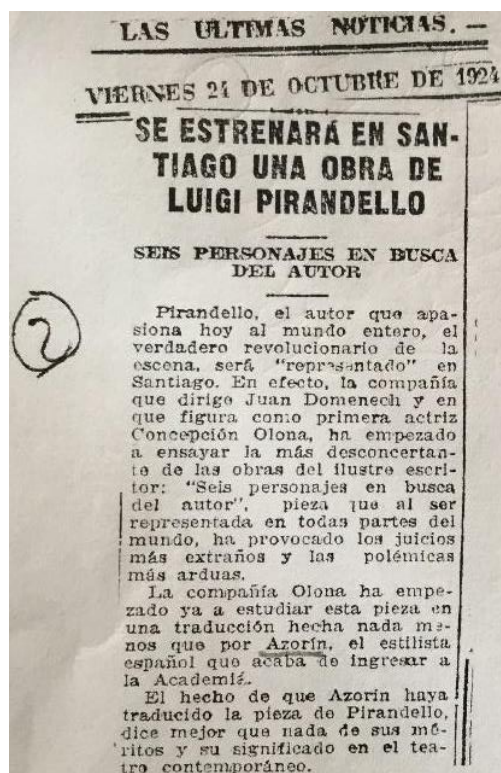 LAS ULTIMAS NOTICIAS.—
VIERNES 24 DE OCTUBRE DE 1924
SE ESTRENARÁ EN SAN-
TIAGO UNA OBRA DE
LUIGI PIRANDELLO
SEIS PERSONAJES EN BUSCA
DEL AUTOR
2
Pirandello, el autor que apa-
siona hoy al mundo entero, el
verdadero revolucionario de la
escena, será "representado" en
Santiago. En efecto, la compañía
que dirige Juan Domenech y en
que figura como primera actriz
Concepción Olona, ha empezado
a ensayar la más desconcertan-
te de las obras del ilustre escri-
tor: "Seis personajes en busca
del autor", pieza que al ser
representada en todas partes del
mundo, ha provocado los juicios
más extraños y las polémicas
más arduas.
La compañía Olona ha empe-
zado ya a estudiar esta pieza en
una traducción hecha nada me-
nos que por Azorín, el estilista
español que acaba de ingresar a
la Academia.
El hecho de que Azorín haya
traducido la pieza de Pirandello,
dice mejor que nada de sus mé-
ritos y su significado en el tea-
tro contemporáneo.